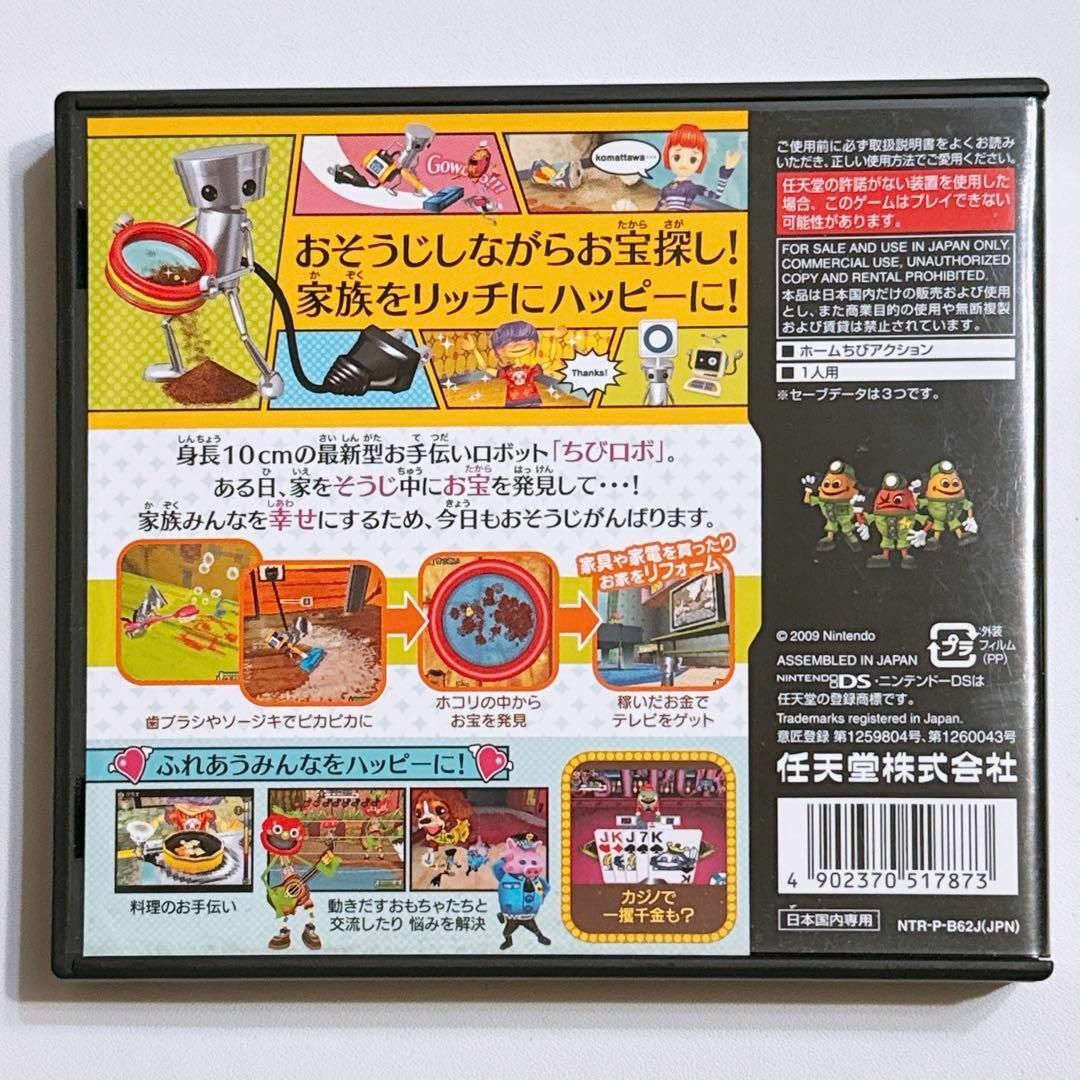 Gowows!!!
komattawa…
おそうじしながらお宝探し!
家族をリッチにハッピーに!
Thanks!
身長10cmの最新型お手伝いロボット「ちびロボ」。
ある日、家をそうじ中にお宝を発見して・・・!
家族みんなを幸せにするため、今日もおそうじがんばります。
家具や家電を買ったり
お家をリフォーム
歯ブラシやソージキでピカピカに
ホコリの中から
お宝を発見
稼いだお金で
テレビをゲット
ふれあうみんなをハッピーに!
料理のお手伝い
動きだすおもちゃたちと
交流したり 悩みを解決
J K J 7 K
カジノで
一攫千金も?
ご使用前に必ず取扱説明書をよくお読み
いただき、正しい使用方法でご愛用ください。
任天堂の許諾がない装置を使用した
場合、このゲームはプレイできない
可能性があります。
FOR SALE AND USE IN JAPAN ONLY.
COMMERCIAL USE, UNAUTHORIZED
COPY AND RENTAL PROHIBITED.
本品は日本国内だけの販売および使用
とし、また商業目的の使用や無断複製
および賃貸は禁止されています。
■ホームちびアクション
■1人用
※セーブデータは3つです。
© 2009 Nintendo
ASSEMBLED IN JAPAN
プラ
外装
フィルム
(PP)
NINTENDO DS・ニンテンドーDSは
任天堂の登録商標です。
Trademarks registered in Japan.
意匠登録 第1259804号、第1260043号
任天堂株式会社
4 902370 517873
日本国内専用
NTR-P-B62J(JPN)